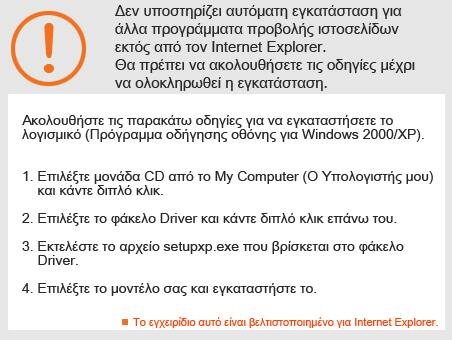 Δεν υποστηρίζει αυτόματη εγκατάσταση για
άλλα προγράμματα προβολής ιστοσελίδων
εκτός από τον Internet Explorer.
Θα πρέπει να ακολουθήσετε τις οδηγίες μέχρι
να ολοκληρωθεί η εγκατάσταση.
Ακολουθήστε τις παρακάτω οδηγίες για να εγκαταστήσετε το
λογισμικό (Πρόγραμμα οδήγησης οθόνης για Windows 2000/XP).
1. Επιλέξτε μονάδα CD από το My Computer (Ο Υπολογιστής μου)
και κάντε διπλό κλικ.
2. Επιλέξτε το φάκελο Driver και κάντε διπλό κλικ επάνω του.
3. Εκτελέστε το αρχείο setupxp.exe που βρίσκεται στο φάκελο
Driver.
4. Επιλέξτε το μοντέλο σας και εγκαταστήστε το.
Το εγχειρίδιο αυτό είναι βελτιστοποιημένο για Internet Explorer.